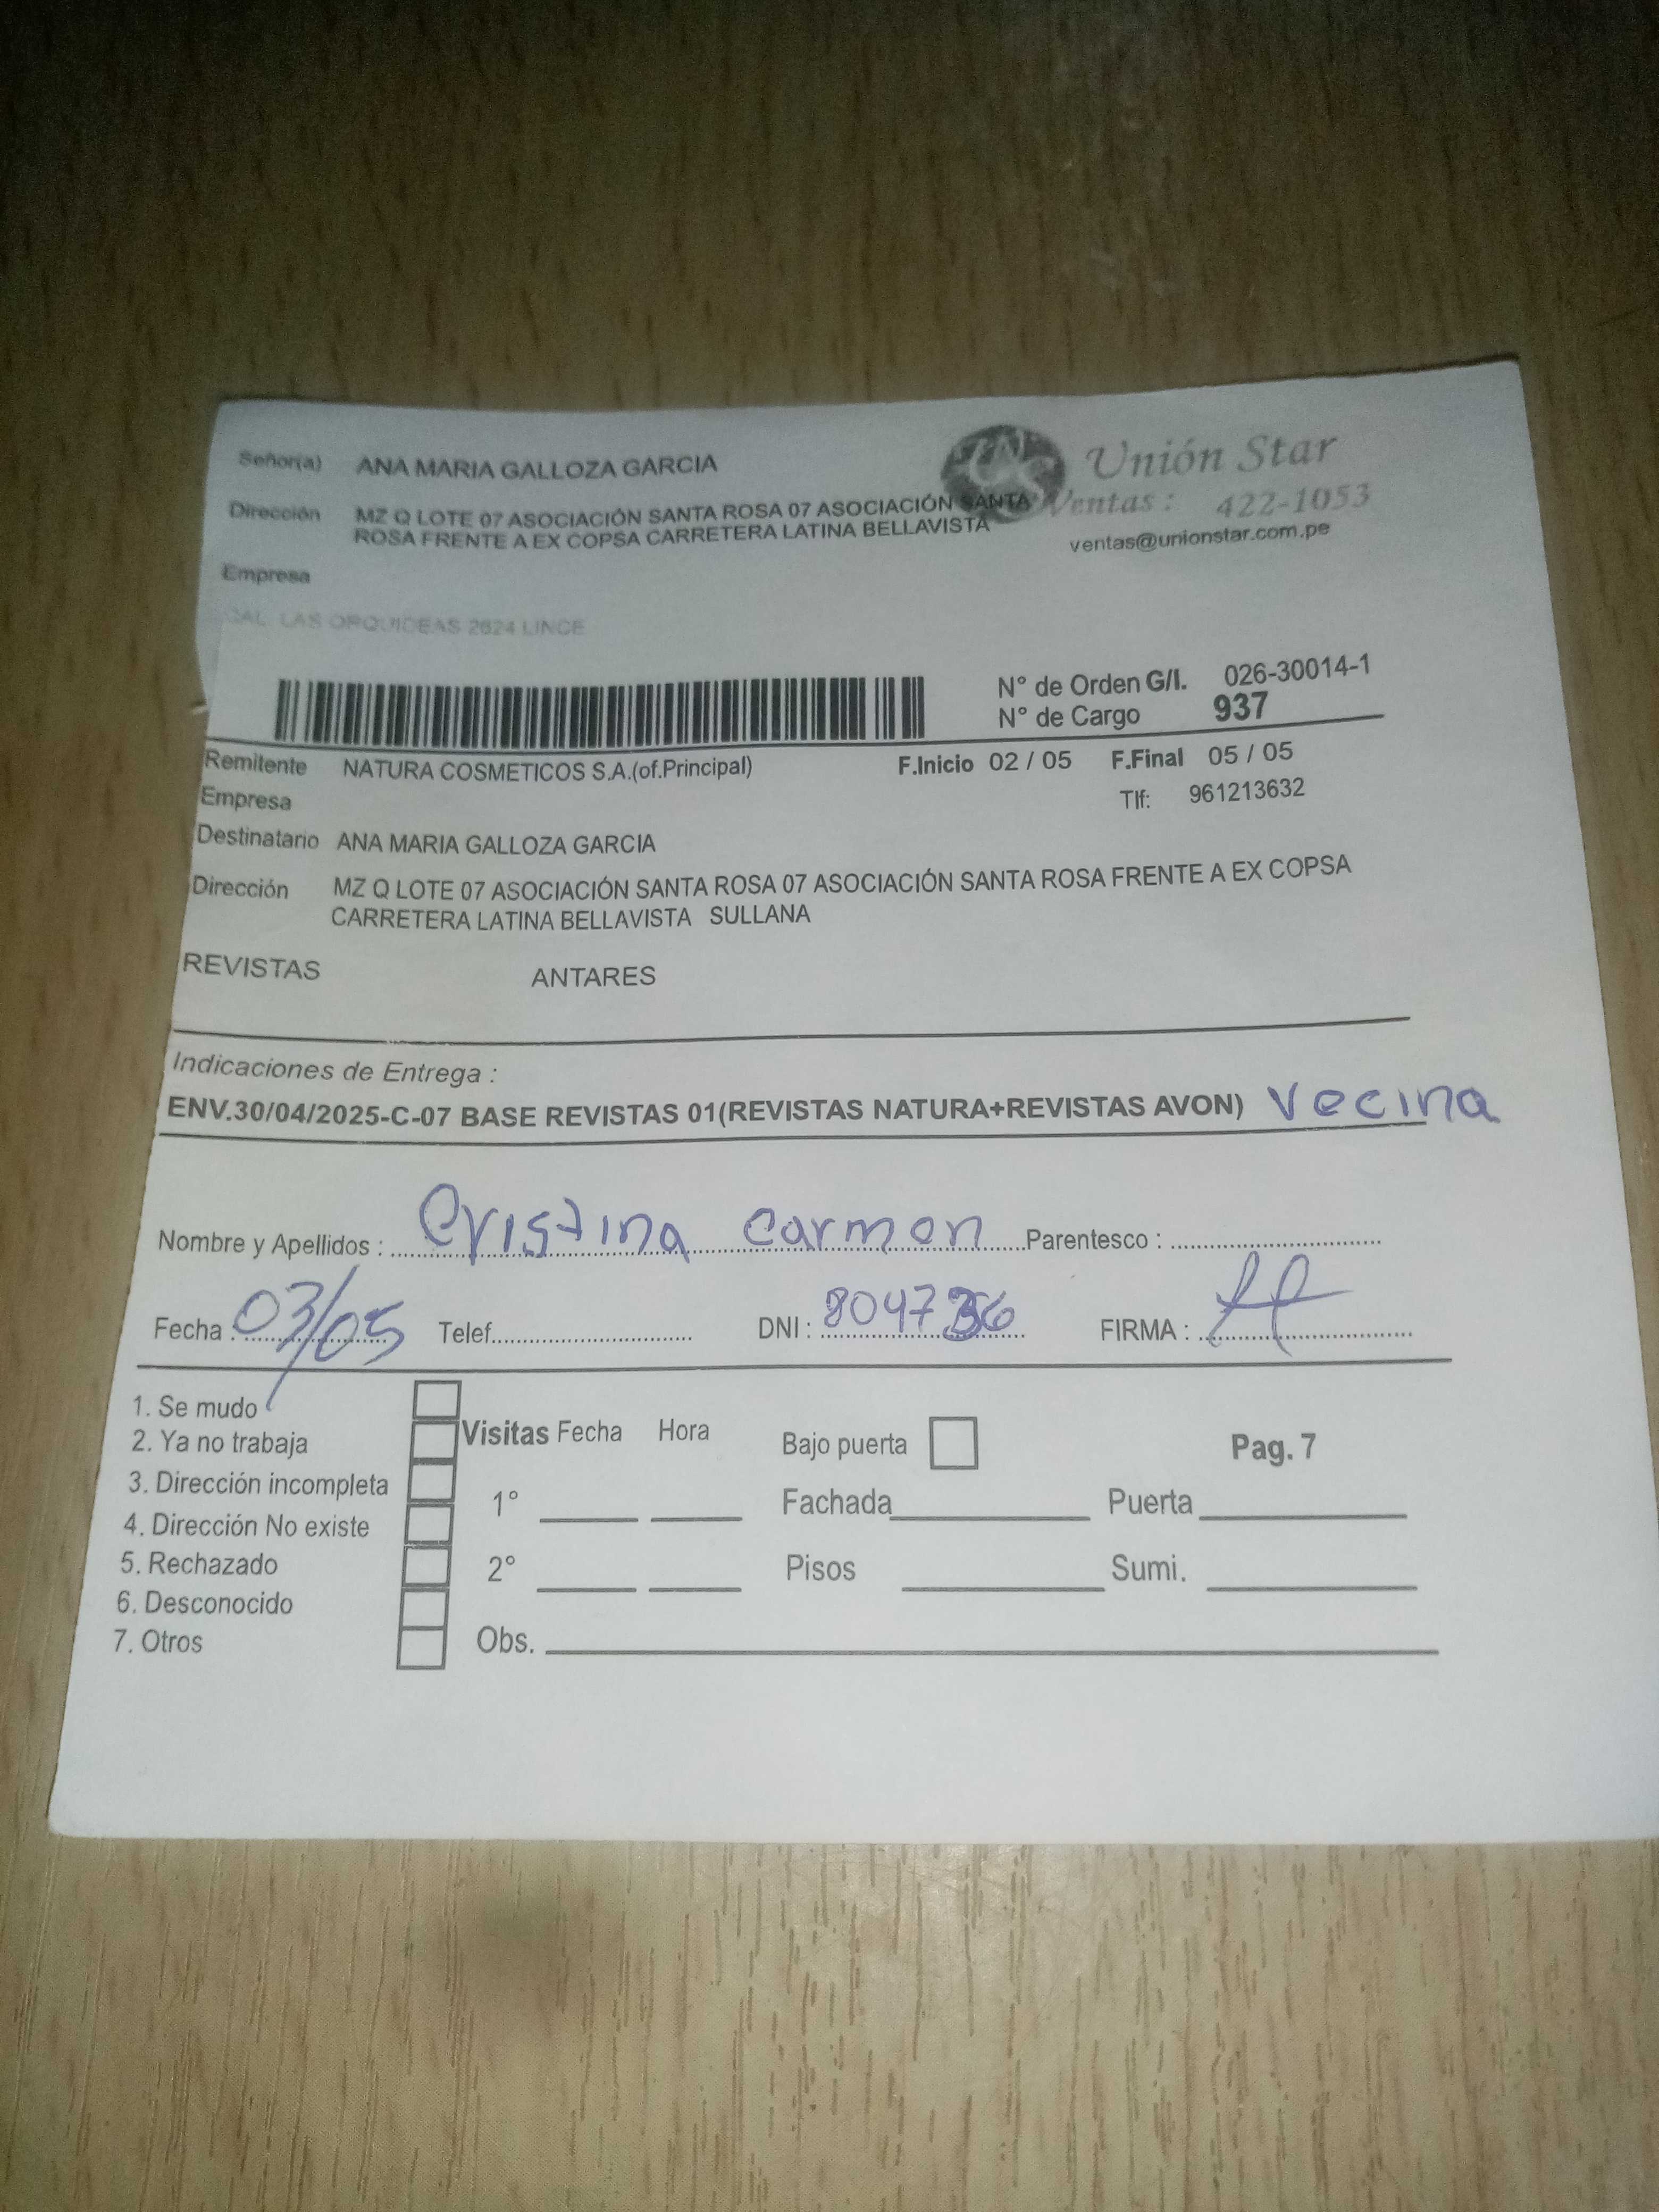 Señor(a) ANA MARIA GALLOZA GARCIA
Unión Star
Dirección MZ Q LOTE 07 ASOCIACIÓN SANTA ROSA 07 ASOCIACIÓN SANTA
Ventas : 422-1053
ROSA FRENTE A EX COPSA CARRETERA LATINA BELLAVISTA
ventas@unionstar.com.pe
Empresa
CAL. LAS ORQUIDEAS 2624 LINCE
N° de Orden G/I. 026-30014-1
N° de Cargo 937
Remitente NATURA COSMETICOS S.A.(of.Principal) F.Inicio 02 / 05 F.Final 05 / 05
Empresa Tlf: 961213632
Destinatario ANA MARIA GALLOZA GARCIA
Dirección MZ Q LOTE 07 ASOCIACIÓN SANTA ROSA 07 ASOCIACIÓN SANTA ROSA FRENTE A EX COPSA
CARRETERA LATINA BELLAVISTA SULLANA
REVISTAS ANTARES
Indicaciones de Entrega :
ENV.30/04/2025-C-07 BASE REVISTAS 01(REVISTAS NATURA+REVISTAS AVON) Vecina
Nombre y Apellidos : Cristina Carmen Parentesco :
Fecha : 03/05 Telef. DNI : FIRMA :
1. Se mudo
2. Ya no trabaja
3. Dirección incompleta
4. Dirección No existe
5. Rechazado
6. Desconocido
7. Otros
Visitas Fecha Hora
1°
2°
Obs.
Bajo puerta Pag. 7
Fachada Puerta
Pisos Sumi.